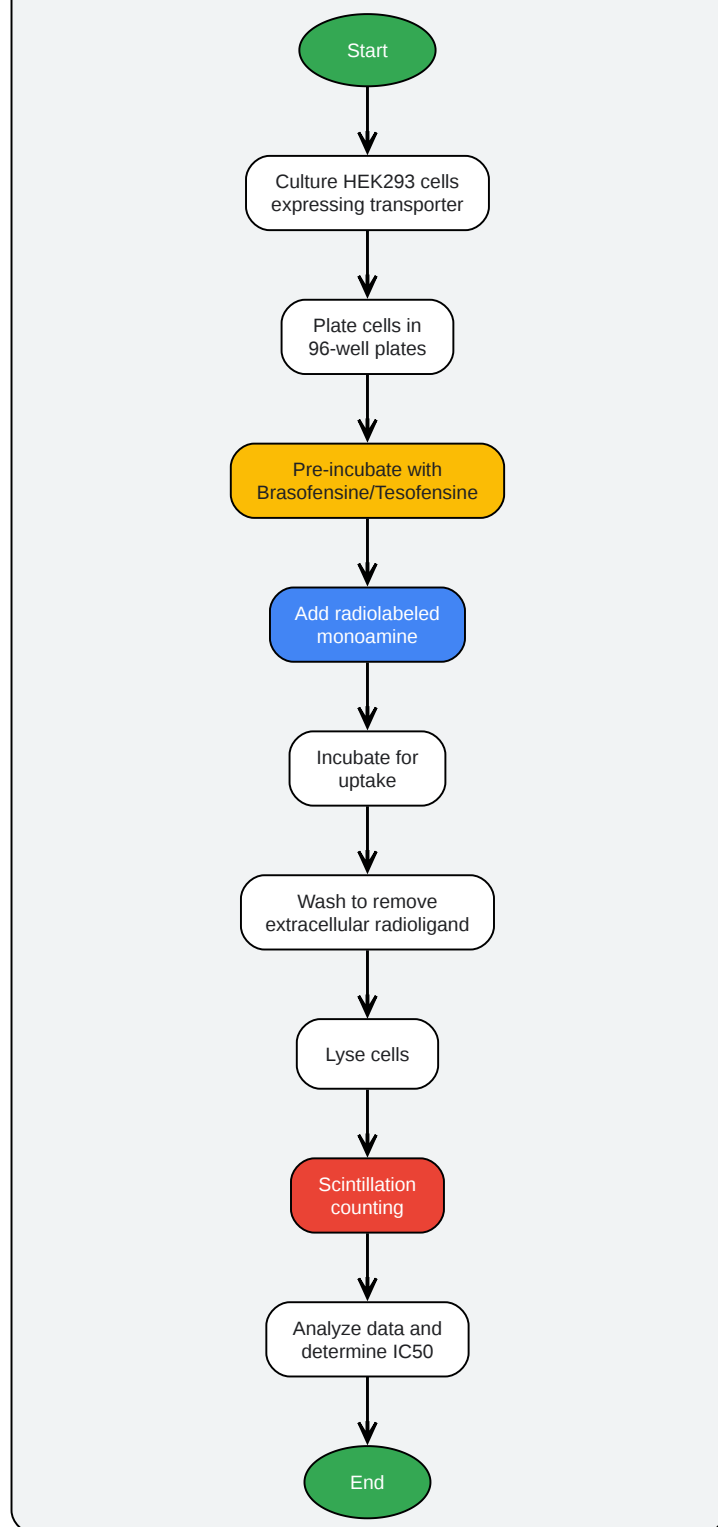 Start
Culture HEK293 cells
expressing transporter
Plate cells in
96-well plates
Pre-incubate with
Brasofensine/Tesofensine
Add radiolabeled
monoamine
Incubate for
uptake
Wash to remove
extracellular radioligand
Lyse cells
Scintillation
counting
Analyze data and
determine IC50
End